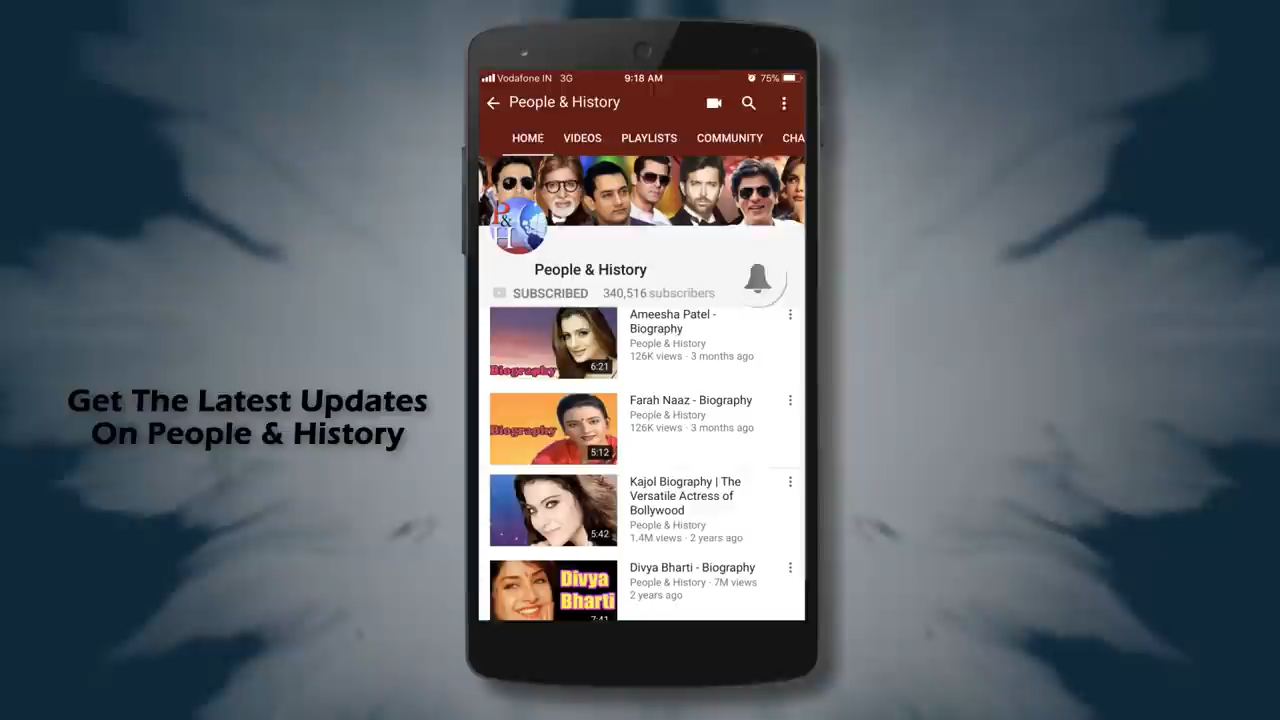 Vodafone IN 3G 9:18 AM 75%
People & History
HOME VIDEOS PLAYLISTS COMMUNITY CHA
P
&
H
People & History
SUBSCRIBED 340,516 subscribers
Biography
6:21
Ameesha Patel -
Biography
People & History
126K views · 3 months ago
Biography
5:12
Farah Naaz - Biography
People & History
126K views · 3 months ago
5:42
Kajol Biography | The
Versatile Actress of
Bollywood
People & History
1.4M views · 2 years ago
Divya
Bharti
7:41
Divya Bharti - Biography
People & History · 7M views
2 years ago
Get The Latest Updates
On People & History